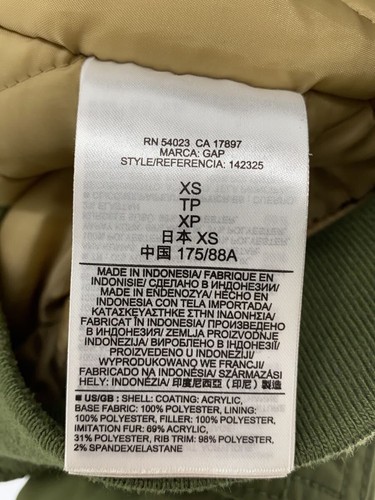 RN 54023 CA 17897
MARCA: GAP
STYLE/REFERENCIA: 142325
XS
TP
XP
日本 XS
中国 175/88A
MADE IN INDONESIA/ FABRIQUE EN
INDONISIE/ СДЕЛАНО В ИНДОНЕЗИИ/
MADE IN ENDONEZYA/ HECHO EN
INDONESIA CON TELA IMPORTADA/
ΚΑΤΑΣΚΕΥΑΣΤΗΚΕ ΣΤΗΝ ΙΝΔΟΝΗΣΙΑ/
FABRICAT ÎN INDONESIA/ ПРОИЗВЕДЕНО
В ИНДОНЕЗИЯ/ ZEMLJA PROIZVODNJE
INDONEZIJA/ ВИРОБЛЕНО В ІНДОНЕЗІЇ/
PROIZVEDENO U INDONEZIJI/
WYPRODUKOWANO WE FRANCJI/
FABRICADO NA INDONÉSIA/ SZÁRMAZÁSI
HELY: INDONÉZIA/ 印度尼西亞 (印尼) 製造
■ US/GB : SHELL: COATING: ACRYLIC,
BASE FABRIC: 100% POLYESTER, LINING:
100% POLYESTER, FILLER: 100% POLYESTER,
IMITATION FUR: 69% ACRYLIC,
31% POLYESTER, RIB TRIM: 98% POLYESTER,
2% SPANDEX/ELASTANE